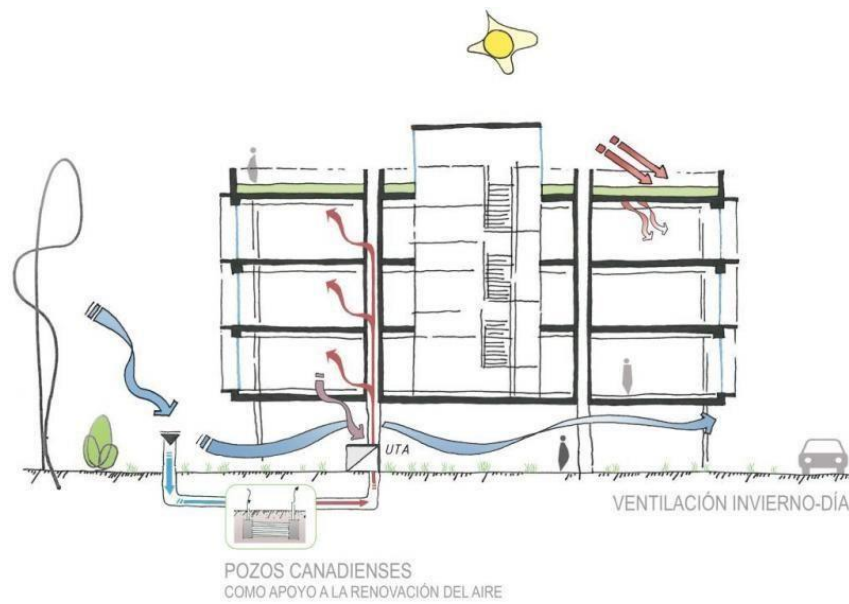 UTA
VENTILACIÓN INVIERNO-DÍA
POZOS CANADIENSES
COMO APOYO A LA RENOVACIÓN DEL AIRE